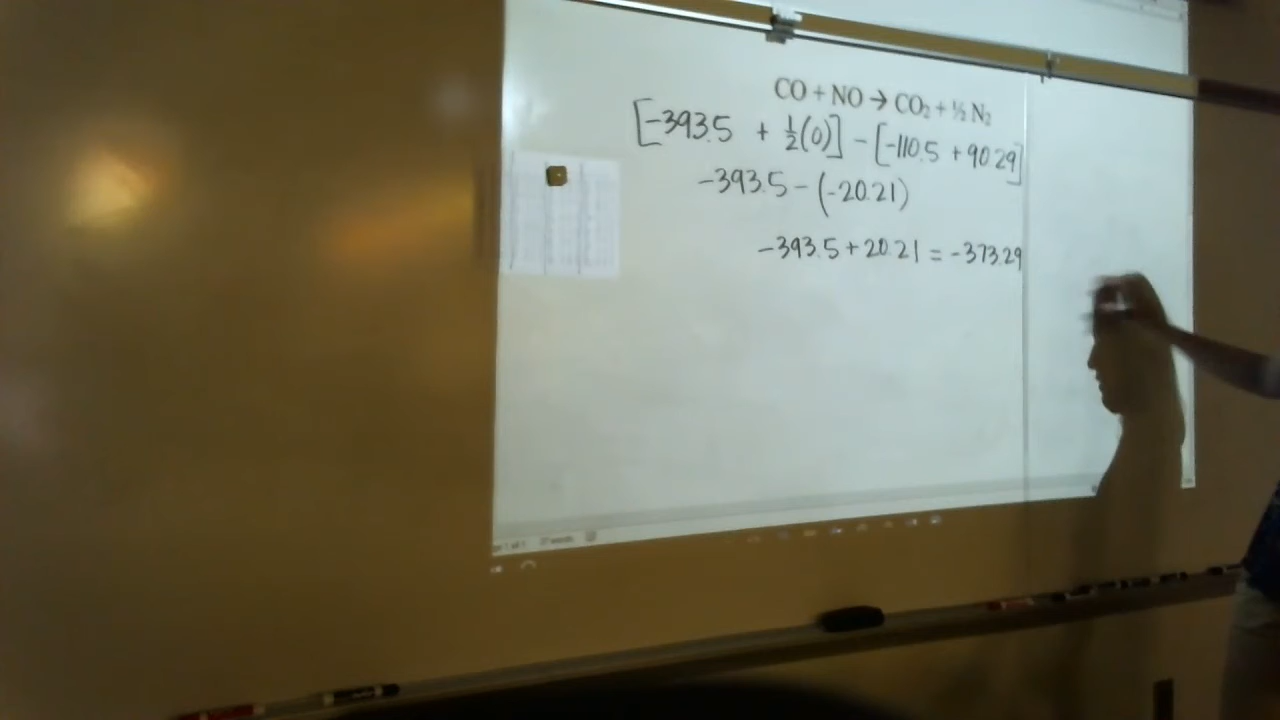 CO + NO → CO₂ + ½ N₂
[-393.5 + ½(0)] - [-110.5 + 90.29]
-393.5 - (-20.21)
-393.5 + 20.21 = -373.29